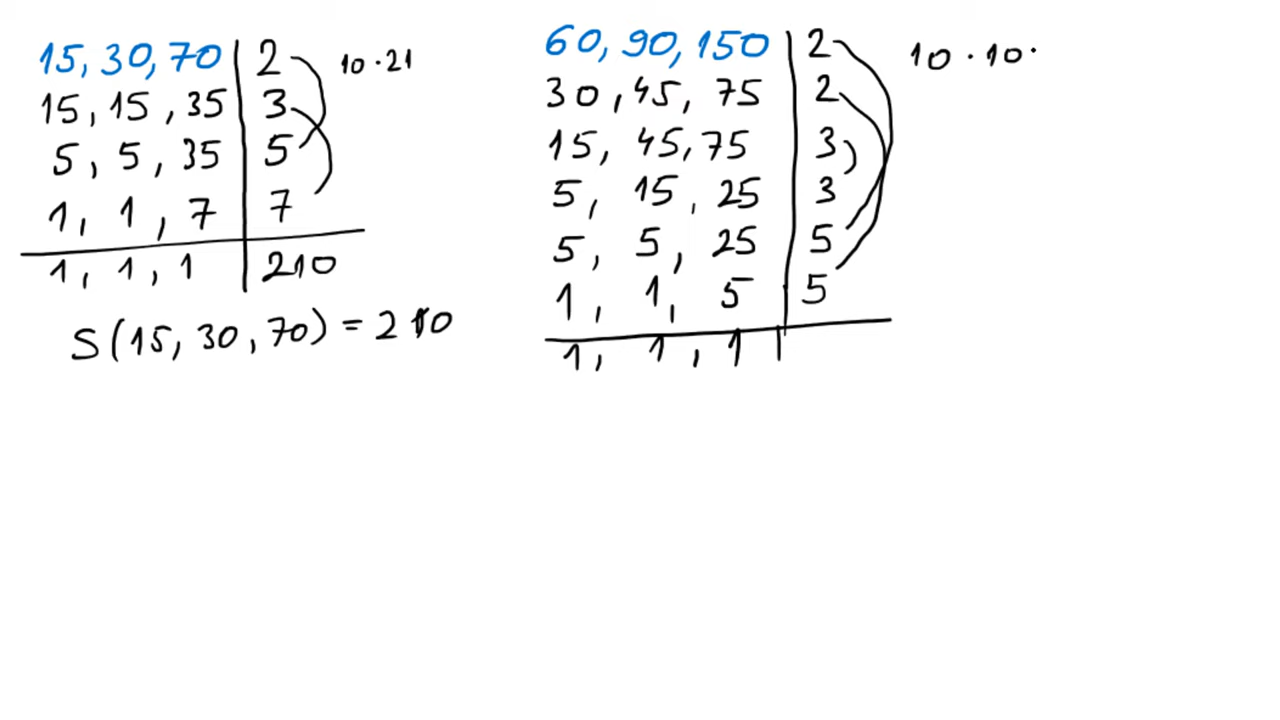 15, 30, 70 | 2
15, 15, 35 | 3
5, 5, 35 | 5
1, 1, 7 | 7
1, 1, 1 | 210
10 · 21
S(15, 30, 70) = 210
60, 90, 150 | 2
30, 45, 75 | 2
15, 45, 75 | 3
5, 15, 25 | 3
5, 5, 25 | 5
1, 1, 5 | 5
1, 1, 1 |
10 · 10 ·